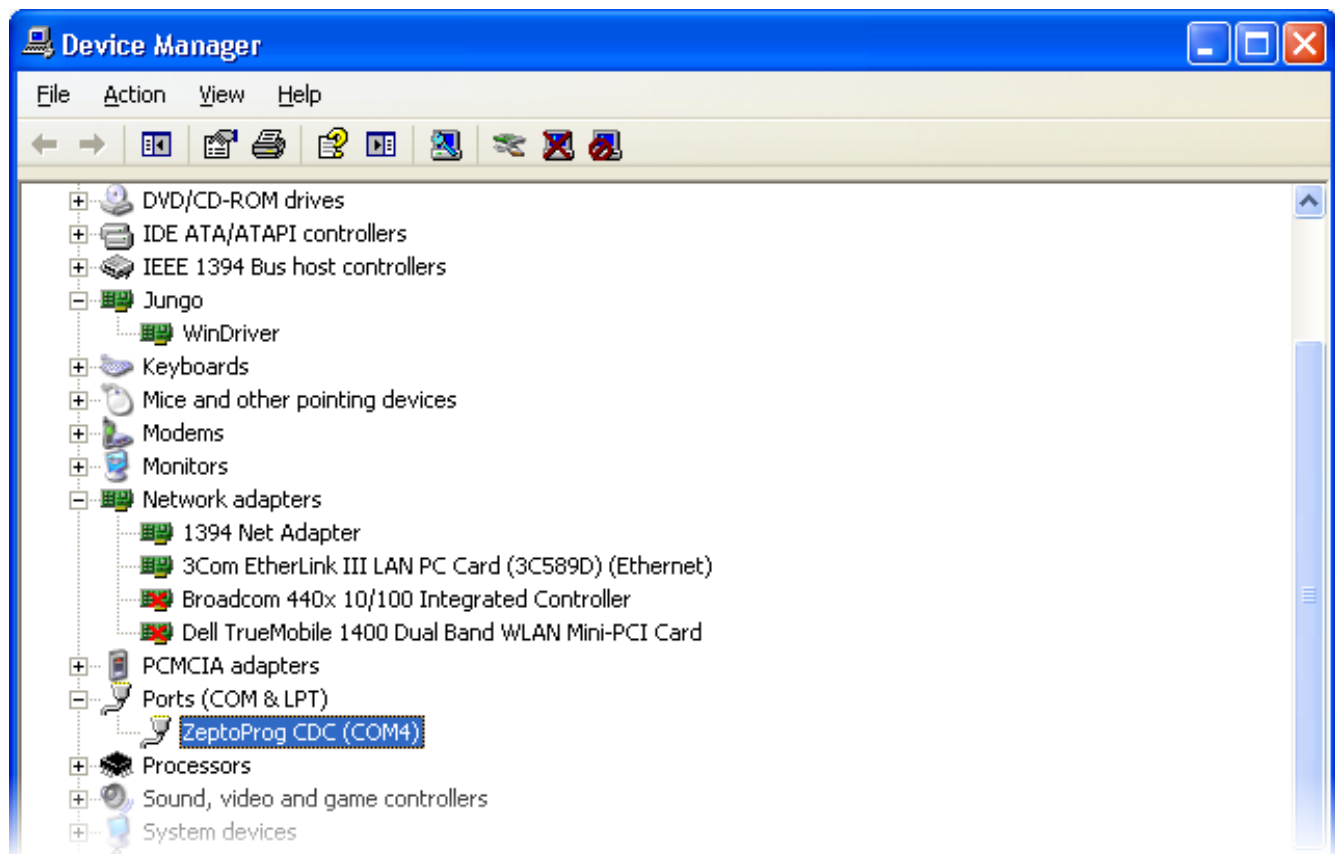 Device Manager
File Action View Help
DVD/CD-ROM drives
IDE ATA/ATAPI controllers
IEEE 1394 Bus host controllers
Jungo
WinDriver
Keyboards
Mice and other pointing devices
Modems
Monitors
Network adapters
1394 Net Adapter
3Com EtherLink III LAN PC Card (3C589D) (Ethernet)
Broadcom 440x 10/100 Integrated Controller
Dell TrueMobile 1400 Dual Band WLAN Mini-PCI Card
PCMCIA adapters
Ports (COM & LPT)
ZeptoProg CDC (COM4)
Processors
Sound, video and game controllers
System devices